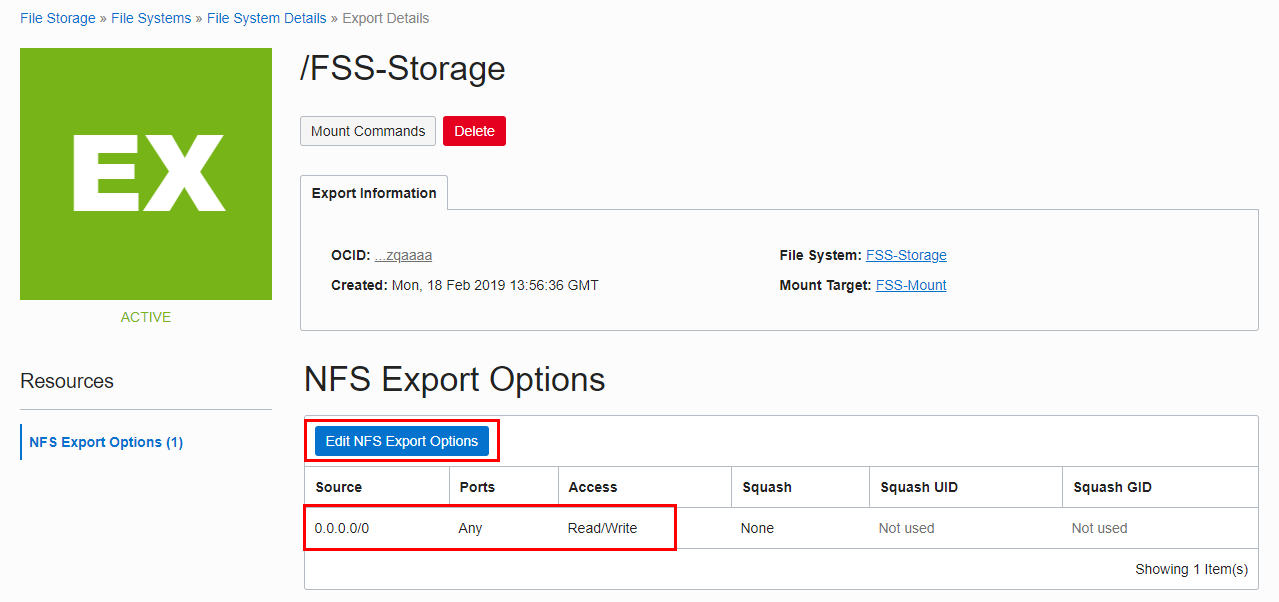 File Storage » File Systems » File System Details » Export Details
EX
ACTIVE
/FSS-Storage
Mount Commands Delete
Export Information
OCID: ...zqaaaa
Created: Mon, 18 Feb 2019 13:56:36 GMT
File System: FSS-Storage
Mount Target: FSS-Mount
Resources
NFS Export Options (1)
NFS Export Options
Edit NFS Export Options
Source Ports Access Squash Squash UID Squash GID
0.0.0.0/0 Any Read/Write None Not used Not used
Showing 1 Item(s)